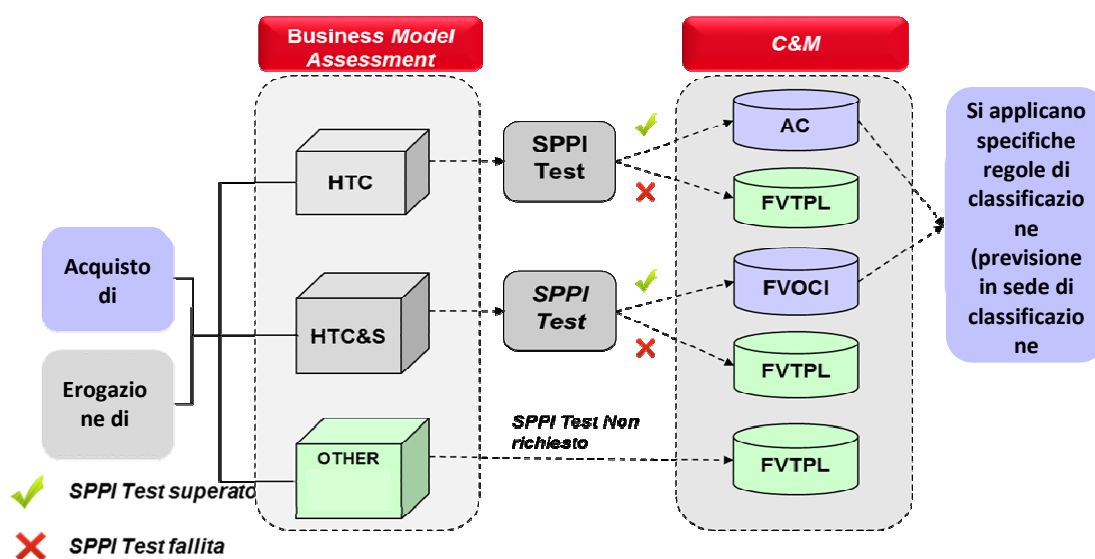 Business Model
Assessment
C&M
HTC
SPPI
Test
AC
FVTPL
Si applicano
specifiche
regole di
classificazio
ne
(previsione
in sede di
classificazio
ne
Acquisto
di
HTC&S
SPPI
Test
FVOCI
FVTPL
Erogazio
ne di
OTHER
SPPI Test Non
richiesto
FVTPL
SPPI Test superato
SPPI Test fallita